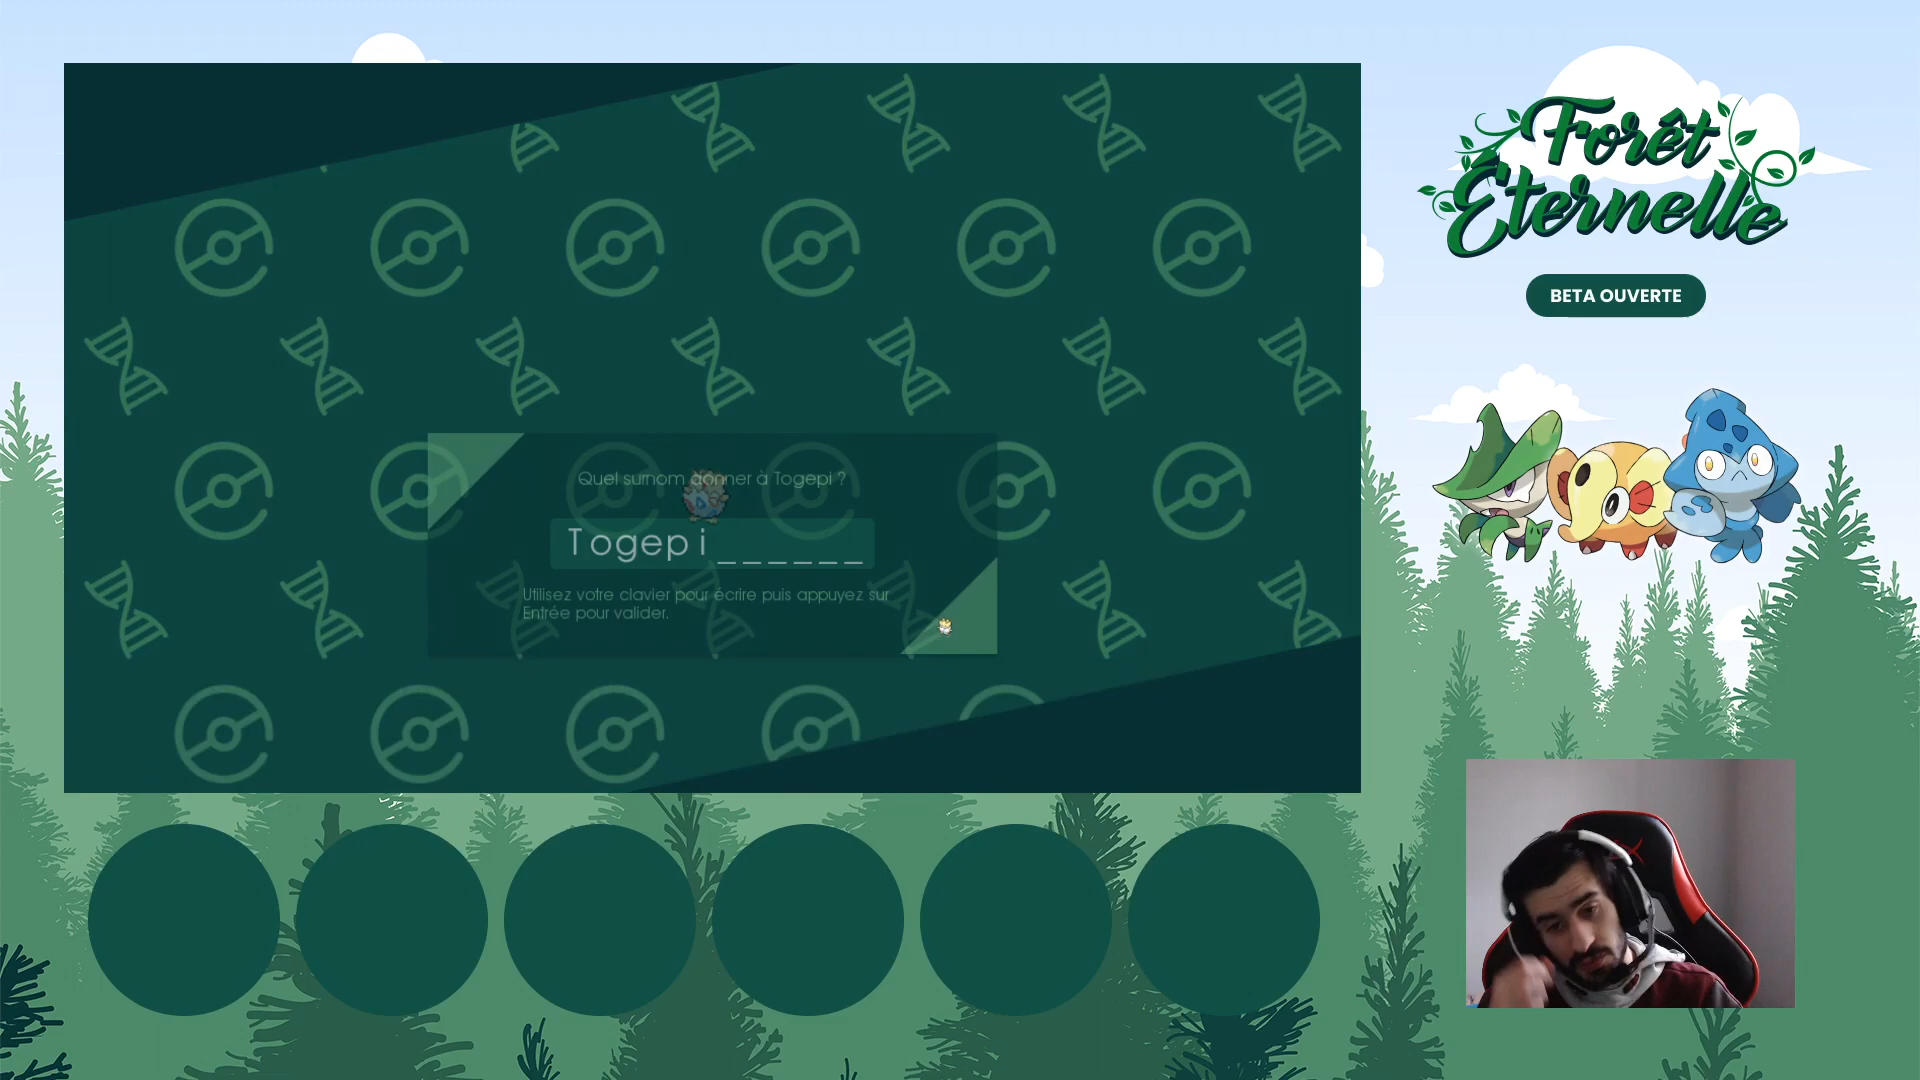 Forêt
Éternelle
BETA OUVERTE
Quel surnom donner à Togepi ?
Togepi______
Utilisez votre clavier pour écrire puis appuyez sur
Entrée pour valider.